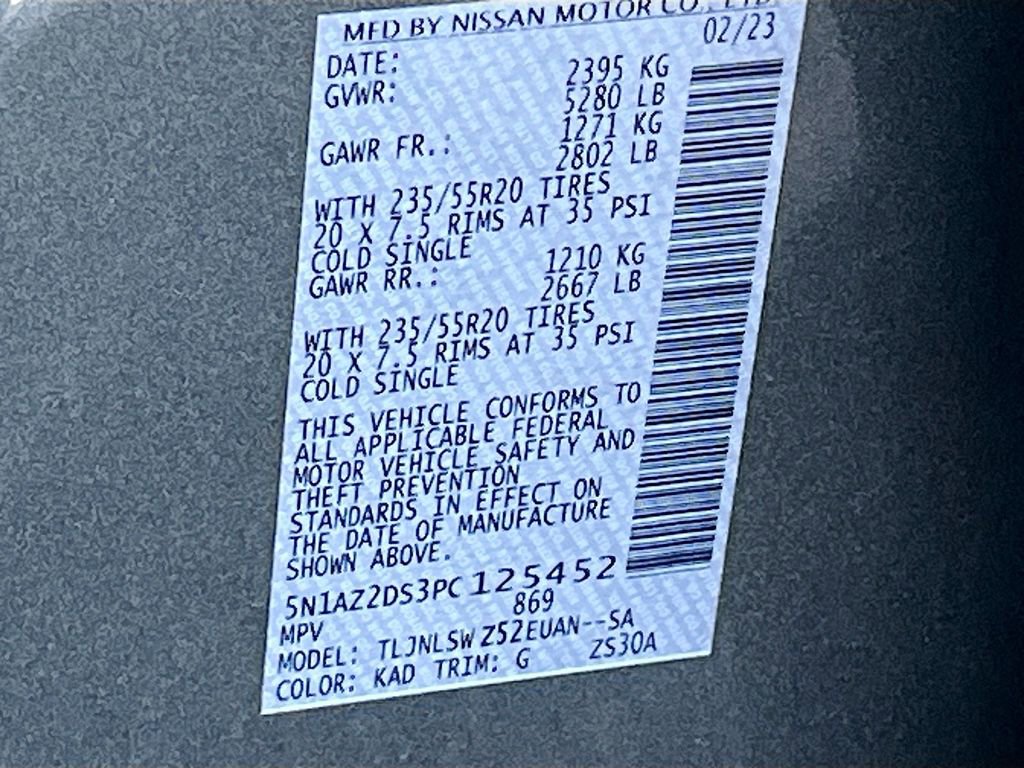 MFD BY NISSAN MOTOR CO., LTD.
DATE: 02/23
GVWR: 2395 KG
5280 LB
GAWR FR.: 1271 KG
2802 LB
WITH 235/55R20 TIRES
20 X 7.5 RIMS AT 35 PSI
COLD SINGLE
GAWR RR.: 1210 KG
2667 LB
WITH 235/55R20 TIRES
20 X 7.5 RIMS AT 35 PSI
COLD SINGLE
THIS VEHICLE CONFORMS TO
ALL APPLICABLE FEDERAL
MOTOR VEHICLE SAFETY AND
THEFT PREVENTION
STANDARDS IN EFFECT ON
THE DATE OF MANUFACTURE
SHOWN ABOVE.
5N1AZ2DS3PC125452
MPV 869
MODEL: TLJNLSWZ52EUAN--SA
COLOR: KAD TRIM: G ZS30A